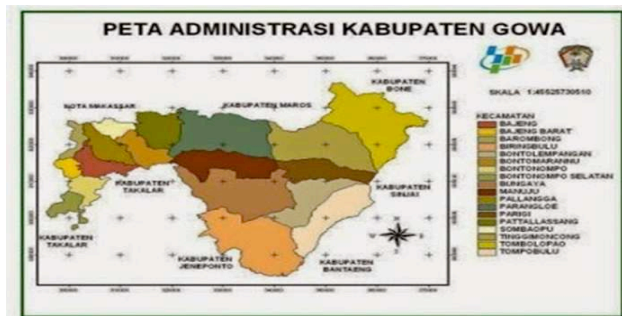 PETA ADMINISTRASI KABUPATEN GOWA
SKALA 1:45525730510
KABUPATEN
BONE
KOTA MAKASSAR
KABUPATEN MAROS
KABUPATEN
TAKALAR
KABUPATEN
SINJAI
KABUPATEN
TAKALAR
KABUPATEN
JENEPONTO
KABUPATEN
BANTAENG
KECAMATAN
BAJENG
BAJENG BARAT
BAROMBONG
BIRINGBULU
BONTOLEMPANGAN
BONTOMARANNU
BONTONOMPO
BONTONOMPO SELATAN
BUNGAYA
MANUJU
PALLANGGA
PARANGLOE
PARIGI
PATTALLASSANG
SOMBAOPU
TINGGIMONCONG
TOMBOLOPAO
TOMPOBULU